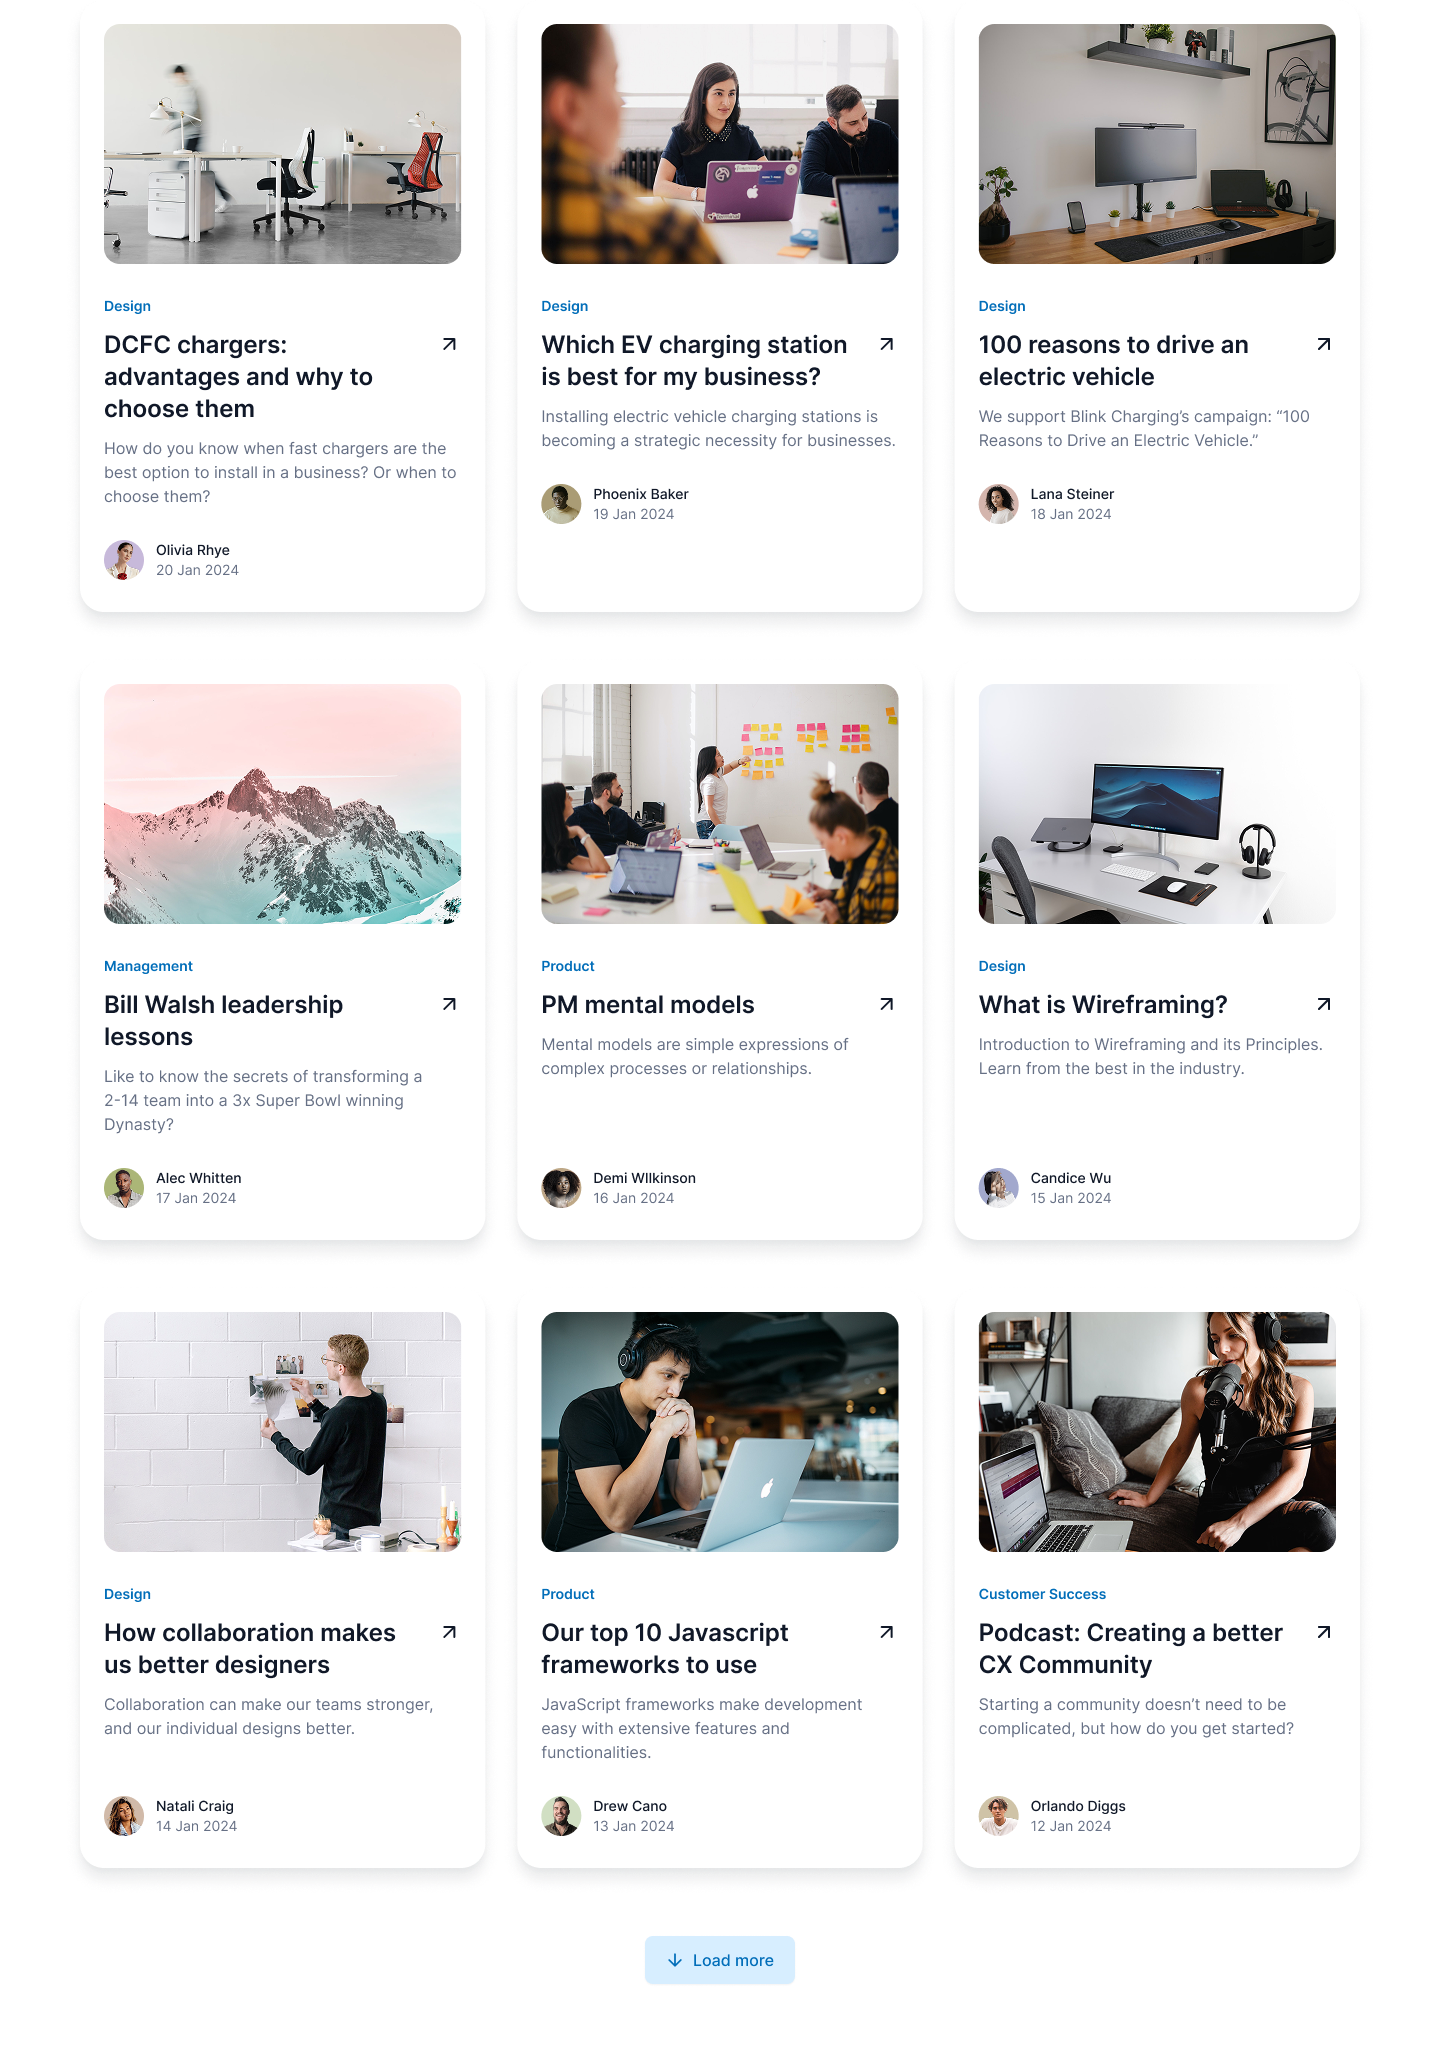 Design
DCFC chargers:
advantages and why to
choose them
How do you know when fast chargers are the
best option to install in a business? Or when to
choose them?
Olivia Rhye
20 Jan 2024
Design
Which EV charging station
is best for my business?
Installing electric vehicle charging stations is
becoming a strategic necessity for businesses.
Phoenix Baker
19 Jan 2024
Design
100 reasons to drive an
electric vehicle
We support Blink Charging’s campaign: “100
Reasons to Drive an Electric Vehicle.”
Lana Steiner
18 Jan 2024
Management
Bill Walsh leadership
lessons
Like to know the secrets of transforming a
2-14 team into a 3x Super Bowl winning
Dynasty?
Alec Whitten
17 Jan 2024
Product
PM mental models
Mental models are simple expressions of
complex processes or relationships.
Demi WIlkinson
16 Jan 2024
Design
What is Wireframing?
Introduction to Wireframing and its Principles.
Learn from the best in the industry.
Candice Wu
15 Jan 2024
Design
How collaboration makes
us better designers
Collaboration can make our teams stronger,
and our individual designs better.
Natali Craig
14 Jan 2024
Product
Our top 10 Javascript
frameworks to use
JavaScript frameworks make development
easy with extensive features and
functionalities.
Drew Cano
13 Jan 2024
Customer Success
Podcast: Creating a better
CX Community
Starting a community doesn’t need to be
complicated, but how do you get started?
Orlando Diggs
12 Jan 2024
Load more